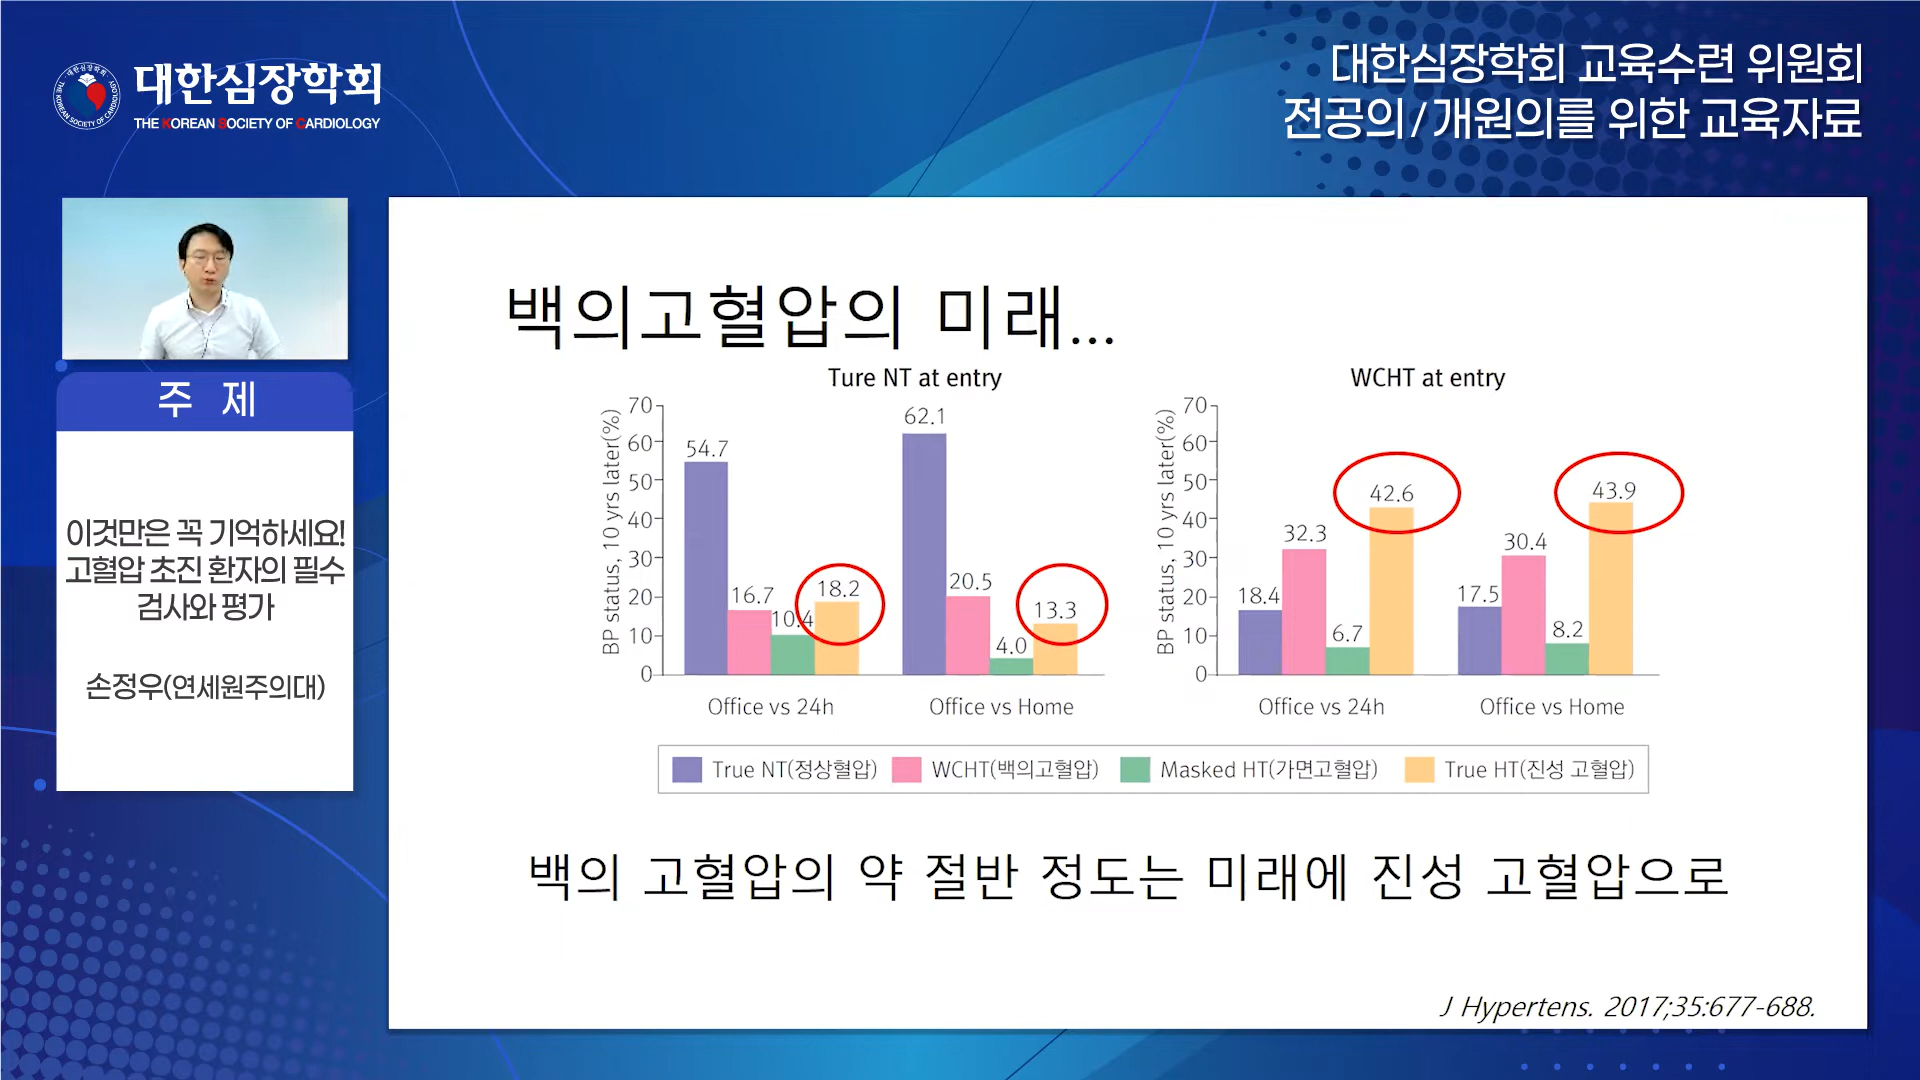 대한심장학회
THE KOREAN SOCIETY OF CARDIOLOGY
대한심장학회 교육수련 위원회
전공의/개원의를 위한 교육자료
주 제
이것만은 꼭 기억하세요!
고혈압 초진 환자의 필수
검사와 평가
손정우(연세원주의대)
백의고혈압의 미래...
Ture NT at entry
BP status, 10 yrs later(%)
70
60
50
40
30
20
10
0
54.7
16.7
10.4
18.2
62.1
20.5
4.0
13.3
Office vs 24h
Office vs Home
WCHT at entry
BP status, 10 yrs later(%)
70
60
50
40
30
20
10
0
18.4
32.3
6.7
42.6
17.5
30.4
8.2
43.9
Office vs 24h
Office vs Home
True NT(정상혈압) WCHT(백의고혈압) Masked HT(가면고혈압) True HT(진성 고혈압)
백의 고혈압의 약 절반 정도는 미래에 진성 고혈압으로
J Hypertens. 2017;35:677-688.